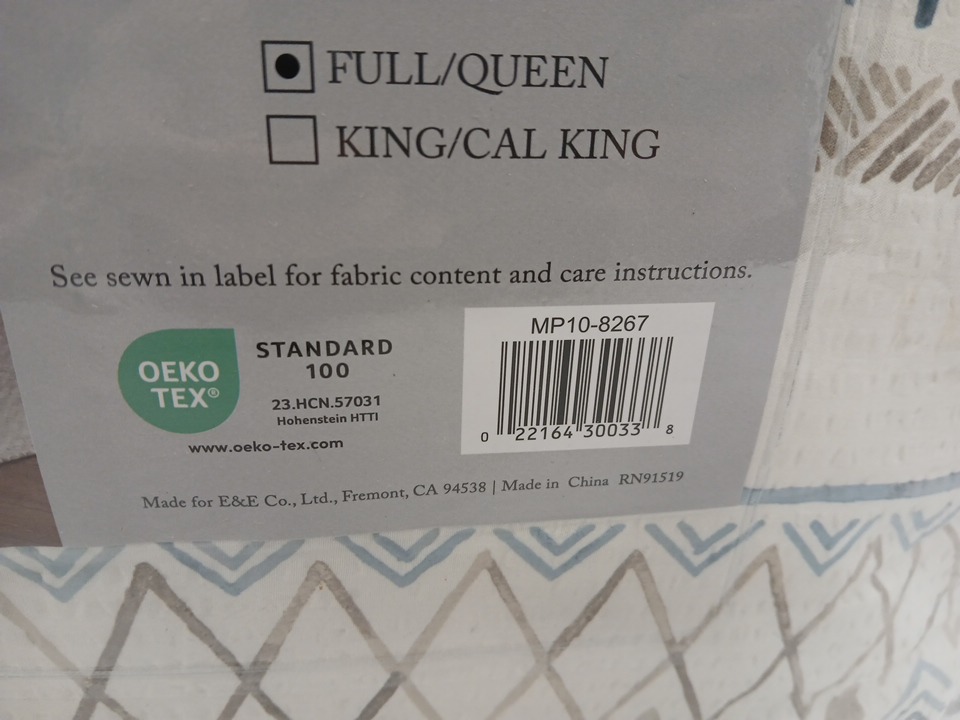 FULL/QUEEN
KING/CAL KING
See sewn in label for fabric content and care instructions.
OEKO
TEX®
STANDARD
100
23.HCN.57031
Hohenstein HTTI
www.oeko-tex.com
MP10-8267
0 22164 30033 8
Made for E&E Co., Ltd., Fremont, CA 94538 | Made in China RN91519